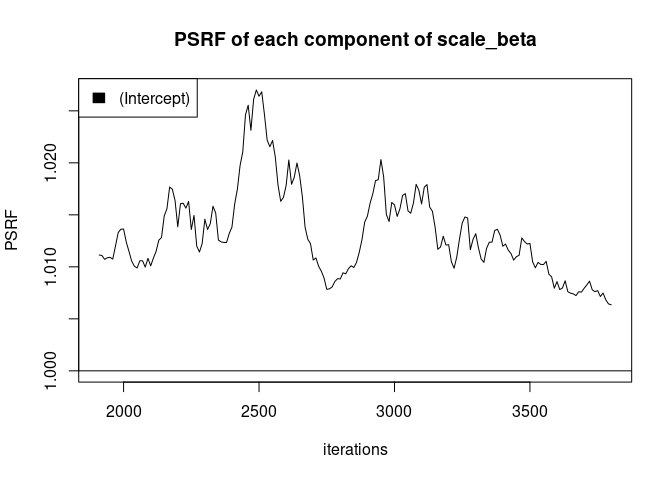 PSRF of each component of scale_beta
(Intercept)
PSRF
1.020
1.010
1.000
2000 2500 3000 3500
iterations